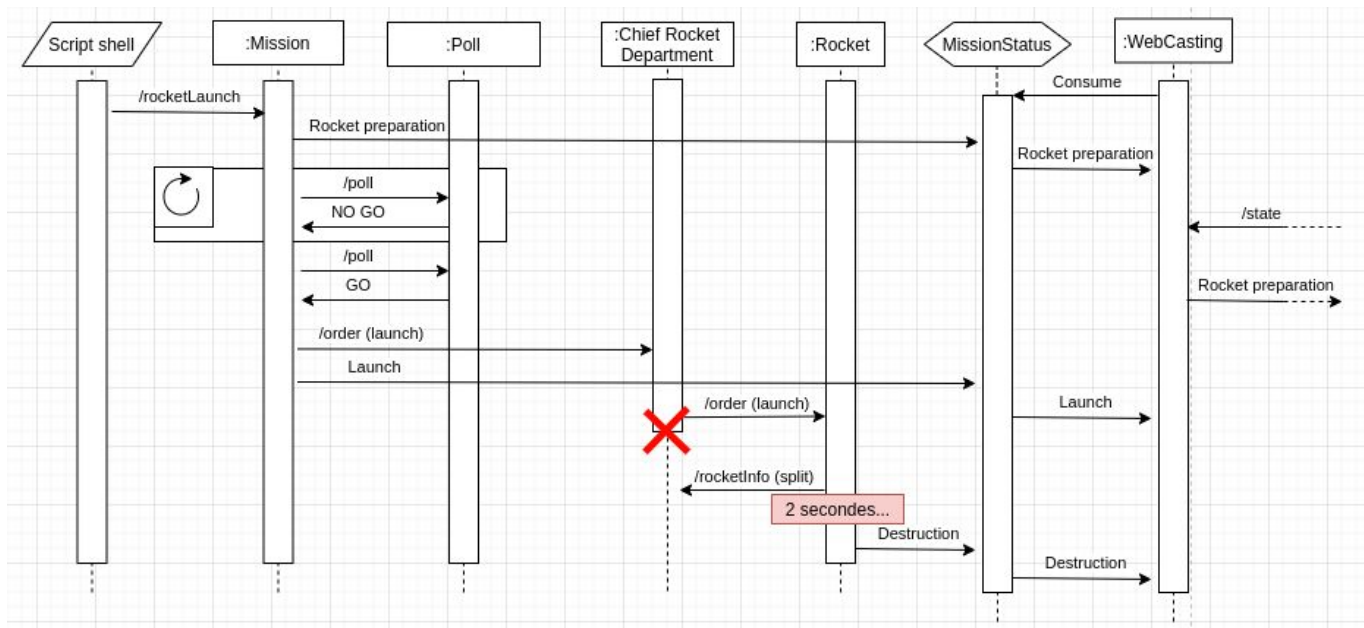 Script shell
:Mission
:Poll
:Chief Rocket
Department
:Rocket
MissionStatus
:WebCasting
Consume
/rocketLaunch
Rocket preparation
Rocket preparation
/poll
NO GO
/state
/poll
GO
Rocket preparation
/order (launch)
Launch
/order (launch)
Launch
/rocketInfo (split)
2 secondes...
Destruction
Destruction